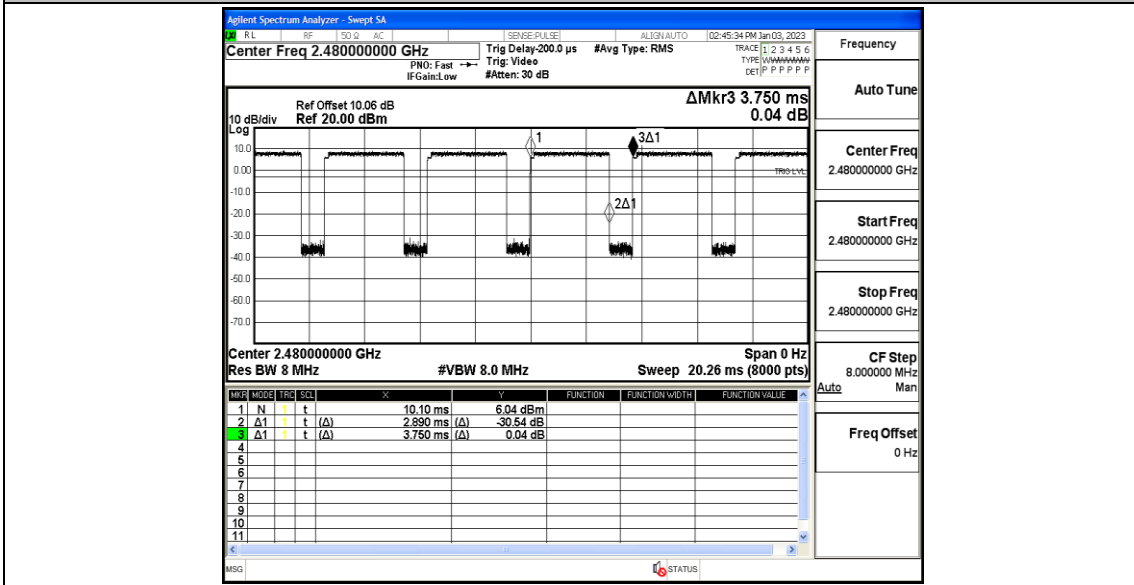 Agilent Spectrum Analyzer - Swept SA
RL RF 50 Ω AC SENSE:PULSE ALIGN AUTO 02:45:34 PM Jan 03, 2023
Center Freq 2.480000000 GHz
PNO: Fast
IFGain:Low
Trig Delay-200.0 µs
Trig: Video
#Atten: 30 dB
#Avg Type: RMS
TRACE 1 2 3 4 5 6
TYPE
DET P P P P P P
ΔMkr3 3.750 ms
0.04 dB
Ref Offset 10.06 dB
10 dB/div Ref 20.00 dBm
Log
10.0
0.00
-10.0
-20.0
-30.0
-40.0
-50.0
-60.0
-70.0
1
3Δ1
TRIG LVL
2Δ1
Center 2.480000000 GHz Span 0 Hz
Res BW 8 MHz #VBW 8.0 MHz Sweep 20.26 ms (8000 pts)
MKR MODE TRC SCL X Y FUNCTION FUNCTION WIDTH FUNCTION VALUE
1 N 1 t 10.10 ms 6.04 dBm
2 Δ1 1 t (Δ) 2.890 ms (Δ) -30.54 dB
3 Δ1 1 t (Δ) 3.750 ms (Δ) 0.04 dB
4
5
6
7
8
9
10
11
MSG STATUS
Frequency
Auto Tune
Center Freq
2.480000000 GHz
Start Freq
2.480000000 GHz
Stop Freq
2.480000000 GHz
CF Step
8.000000 MHz
Auto Man
Freq Offset
0 Hz